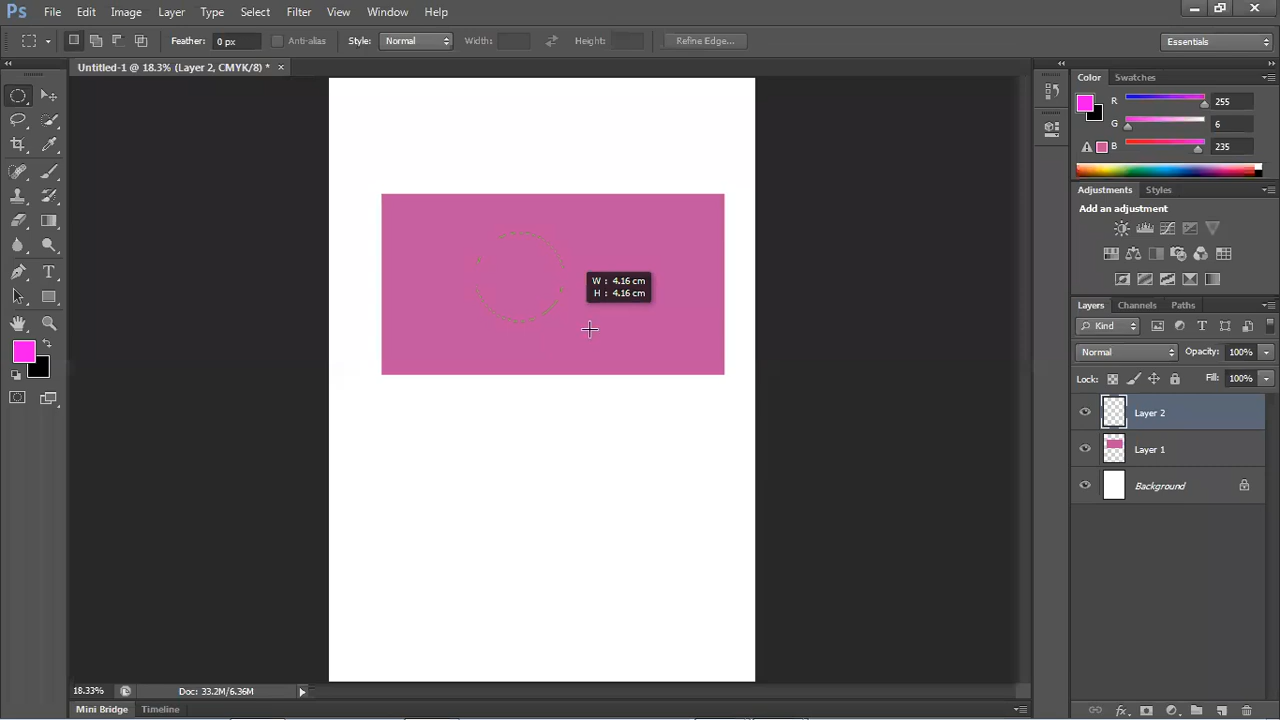 Ps File Edit Image Layer Type Select Filter View Window Help
Feather: 0 px Anti-alias Style: Normal Width: Height: Refine Edge... Essentials
Untitled-1 @ 18.3% (Layer 2, CMYK/8) * ×
Color Swatches
R 255
G 6
B 235
Adjustments Styles
Add an adjustment
W : 4.16 cm
H : 4.16 cm
Layers Channels Paths
Kind
Normal Opacity: 100%
Lock: Fill: 100%
Layer 2
Layer 1
Background
fx
18.33% Doc: 33.2M/6.36M
Mini Bridge Timeline